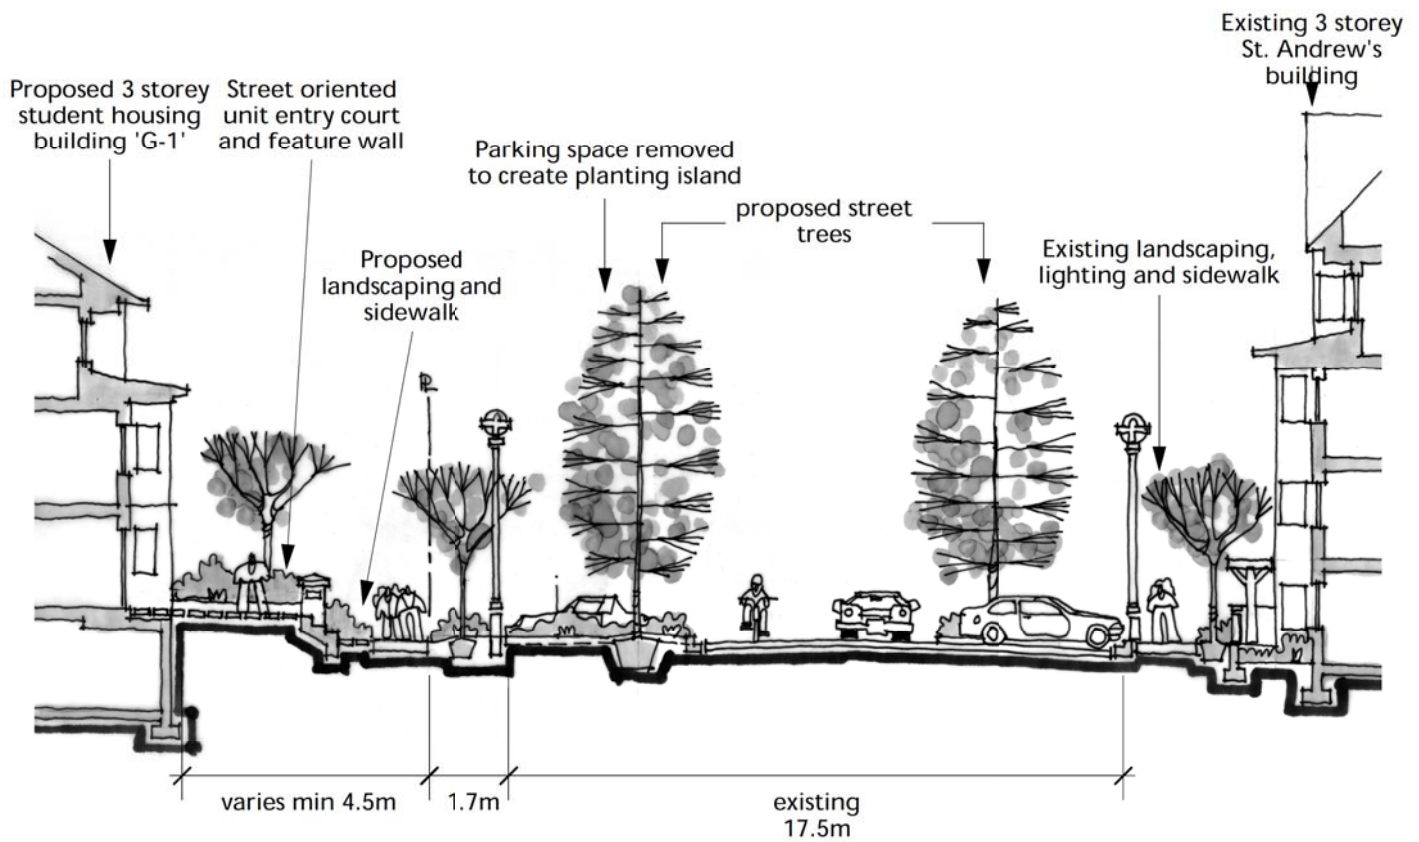 Existing 3 storey
St. Andrew's
building
Proposed 3 storey
student housing
building 'G-1'
Street oriented
unit entry court
and feature wall
Parking space removed
to create planting island
proposed street
trees
Existing landscaping,
lighting and sidewalk
Proposed
landscaping and
sidewalk
PL
varies min 4.5m
1.7m
existing
17.5m